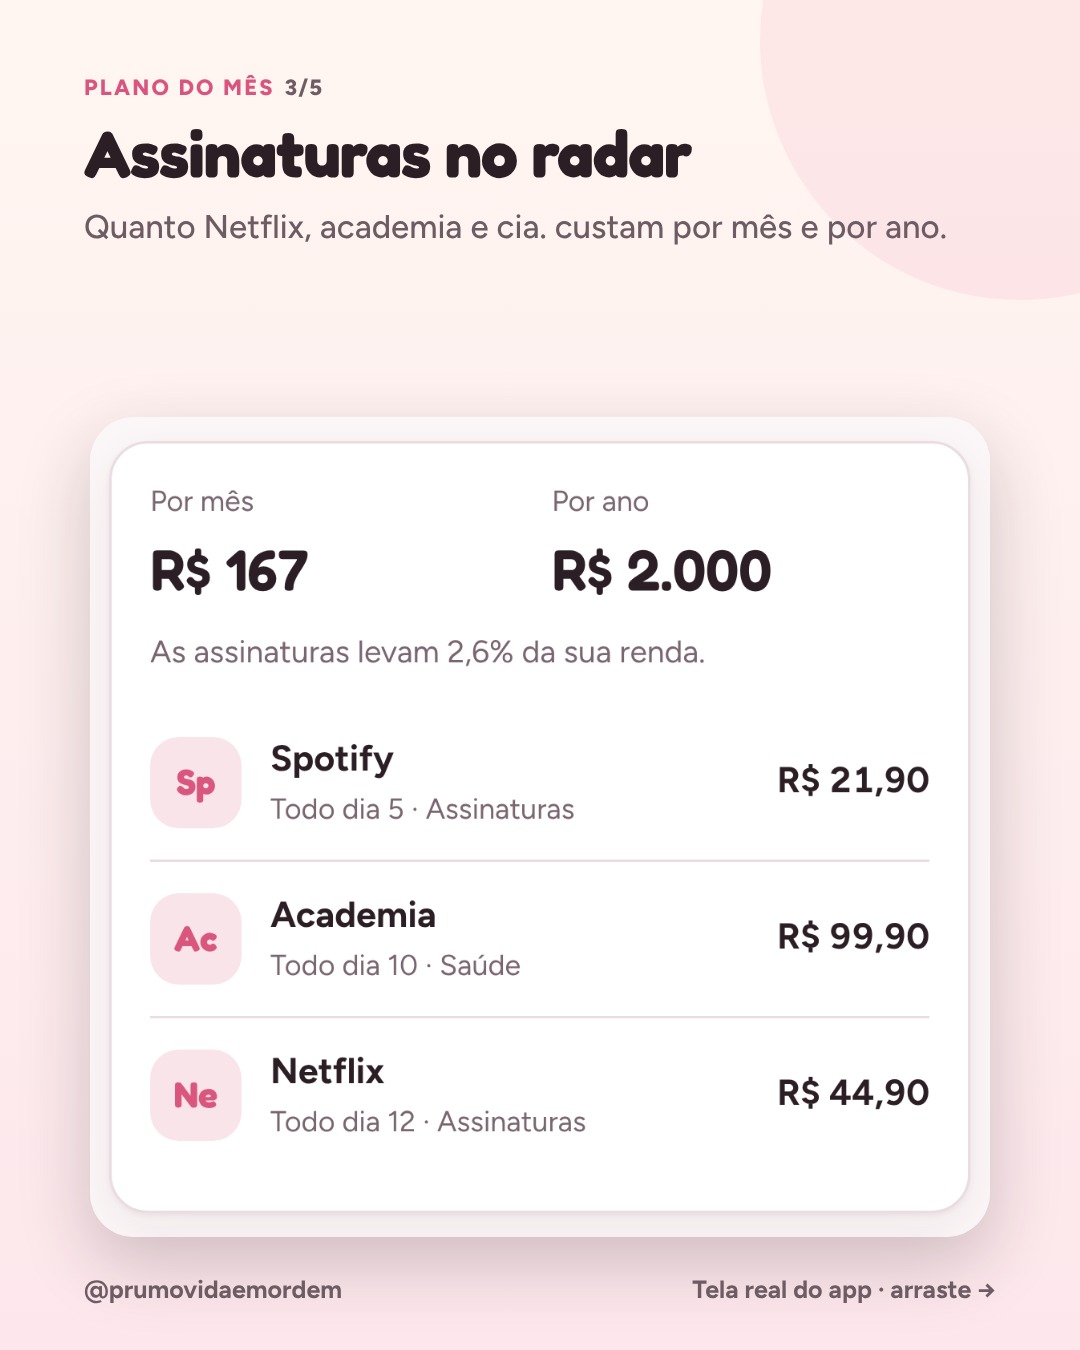 PLANO DO MÊS 3/5
Assinaturas no radar
Quanto Netflix, academia e cia. custam por mês e por ano.
Por mês
Por ano
R$ 167
R$ 2.000
As assinaturas levam 2,6% da sua renda.
Sp
Spotify
Todo dia 5 · Assinaturas
R$ 21,90
Ac
Academia
Todo dia 10 · Saúde
R$ 99,90
Ne
Netflix
Todo dia 12 · Assinaturas
R$ 44,90
@prumovidaemordem
Tela real do app · arraste →